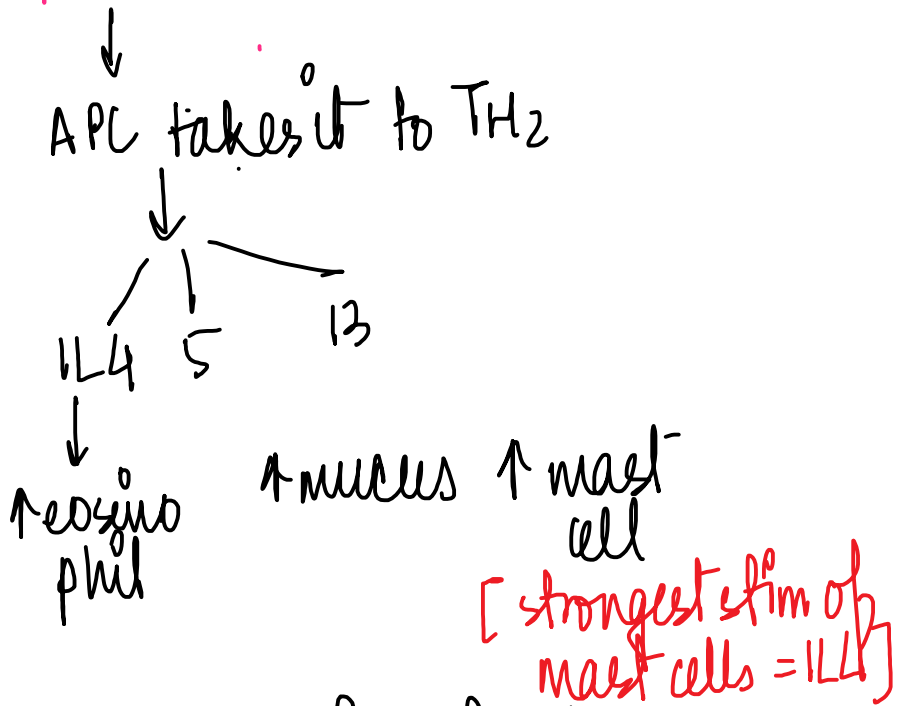 ↓
APC takes it to TH2
↓
IL4 5 13
↓
↑ eosino
phil
↑ mucus
↑ mast
cell
[strongest stim of
mast cells = IL4]